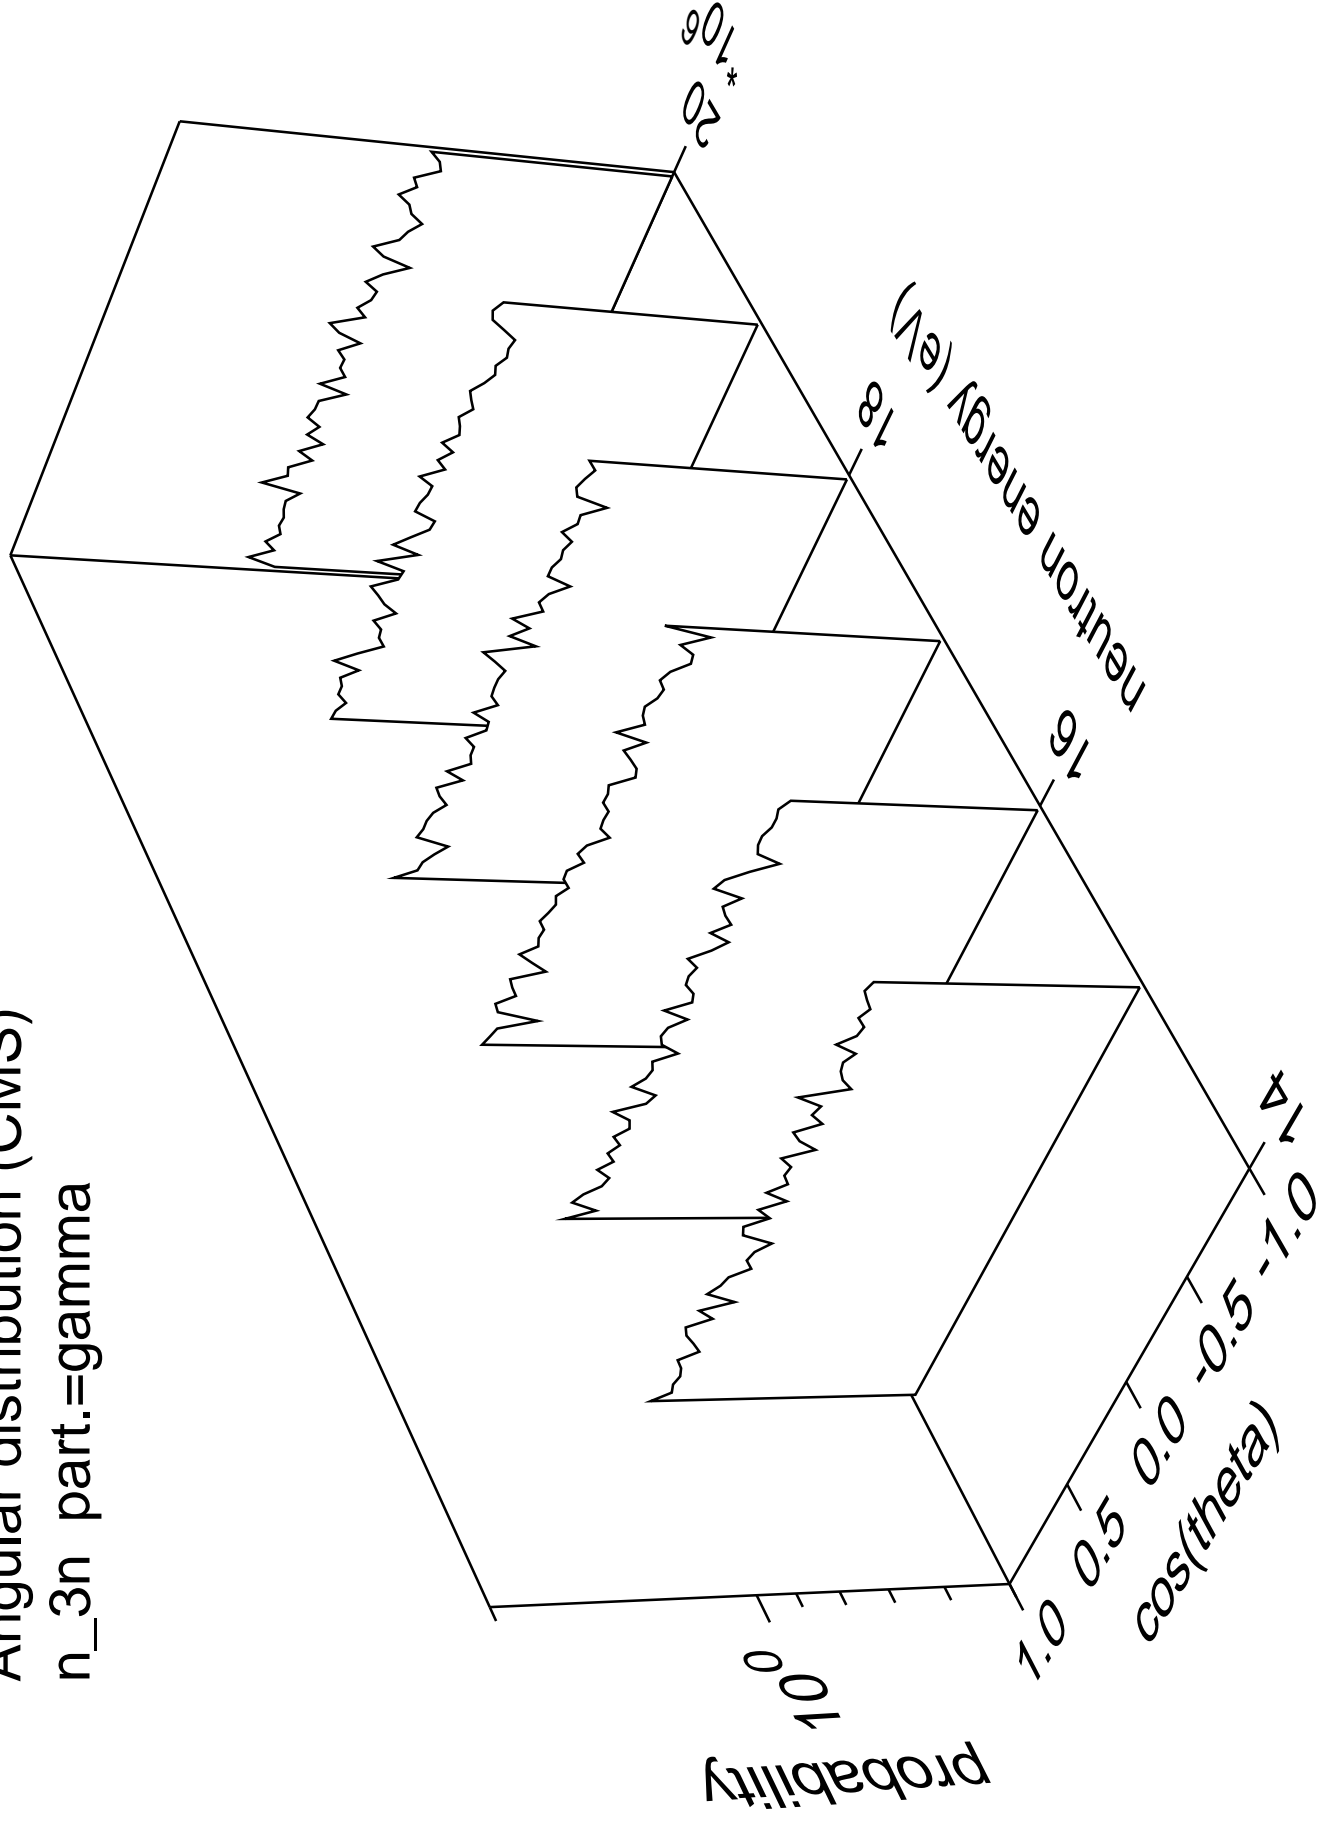 Angular distribution (CMS)
n_3n part.=gamma
probability
10^0
1.0 0.5 0.0 -0.5 -1.0
cos(theta)
14 16 18 20
*10^6
neutron energy (eV)